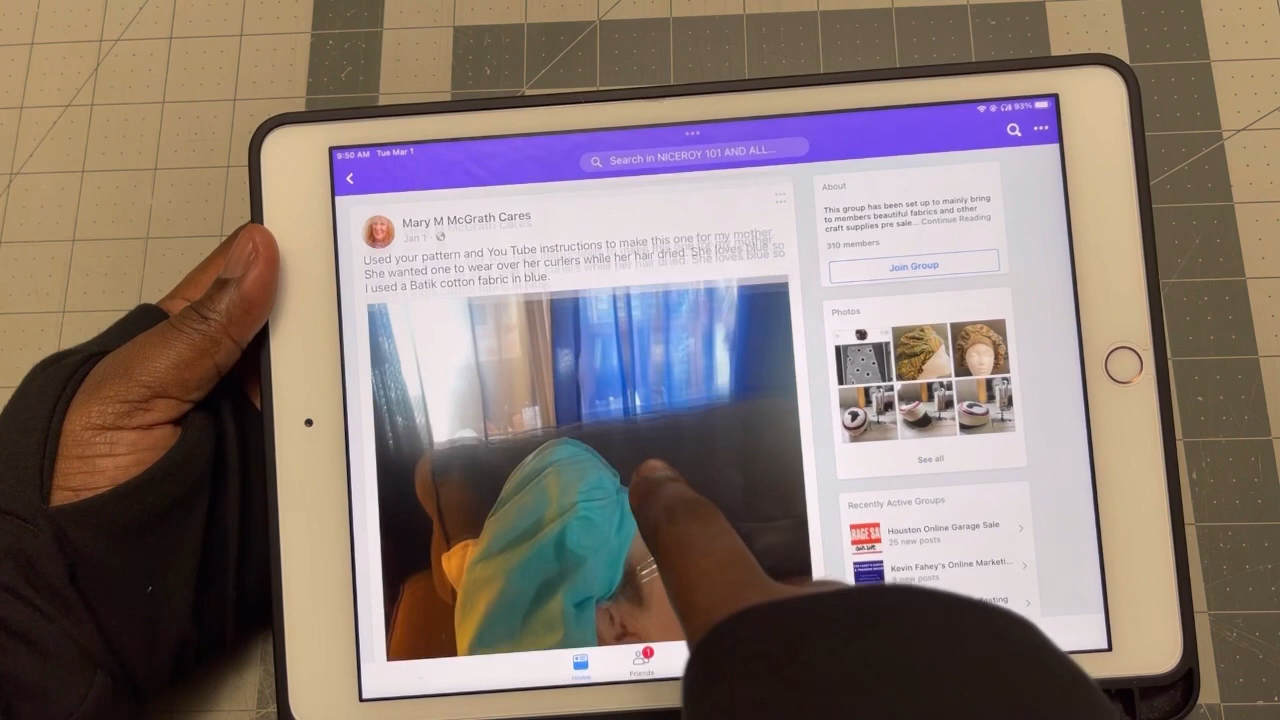 9:50 AM Tue Mar 1
93%
Search in NICEROY 101 AND ALL...
Mary M McGrath Cares
Jan 1 ·
Used your pattern and You Tube instructions to make this one for my mother.
She wanted one to wear over her curlers while her hair dried. She loves blue so
I used a Batik cotton fabric in blue.
About
This group has been set up to mainly bring
to members beautiful fabrics and other
craft supplies pre sale... Continue Reading
310 members
Join Group
Photos
See all
Recently Active Groups
Houston Online Garage Sale
25 new posts
Kevin Fahey's Online Marketi...
new posts
Home
Friends
1